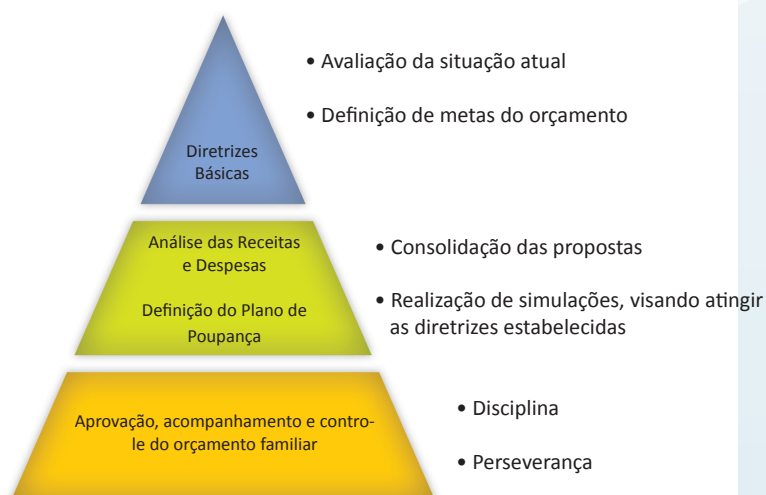 • Avaliação da situação atual
• Definição de metas do orçamento
Diretrizes
Básicas
Análise das Receitas
e Despesas
Definição do Plano de
Poupança
• Consolidação das propostas
• Realização de simulações, visando atingir
as diretrizes estabelecidas
Aprovação, acompanhamento e contro-
le do orçamento familiar
• Disciplina
• Perseverança